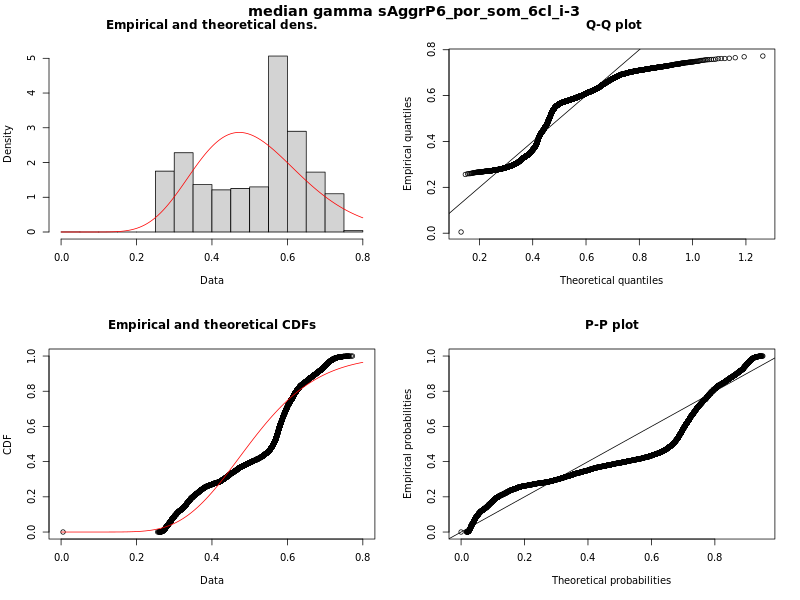 median gamma sAggrP6_por_som_6cl_i-3
Empirical and theoretical dens.
Density
0 1 2 3 4 5
0.0 0.2 0.4 0.6 0.8
Data
Q-Q plot
Empirical quantiles
0.0 0.2 0.4 0.6 0.8
0.2 0.4 0.6 0.8 1.0 1.2
Theoretical quantiles
Empirical and theoretical CDFs
CDF
0.0 0.2 0.4 0.6 0.8 1.0
0.0 0.2 0.4 0.6 0.8
Data
P-P plot
Empirical probabilities
0.0 0.2 0.4 0.6 0.8 1.0
0.0 0.2 0.4 0.6 0.8
Theoretical probabilities